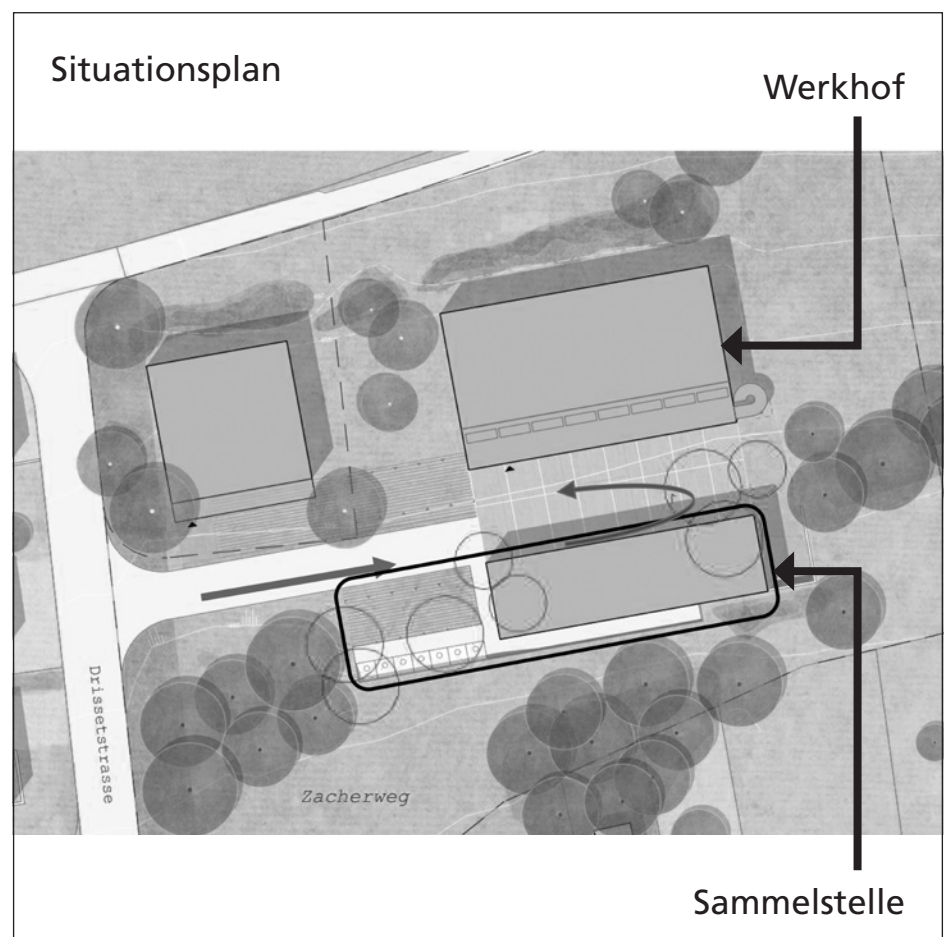 Situationsplan
Werkhof
Drissetstrasse
Zacherweg
Sammelstelle